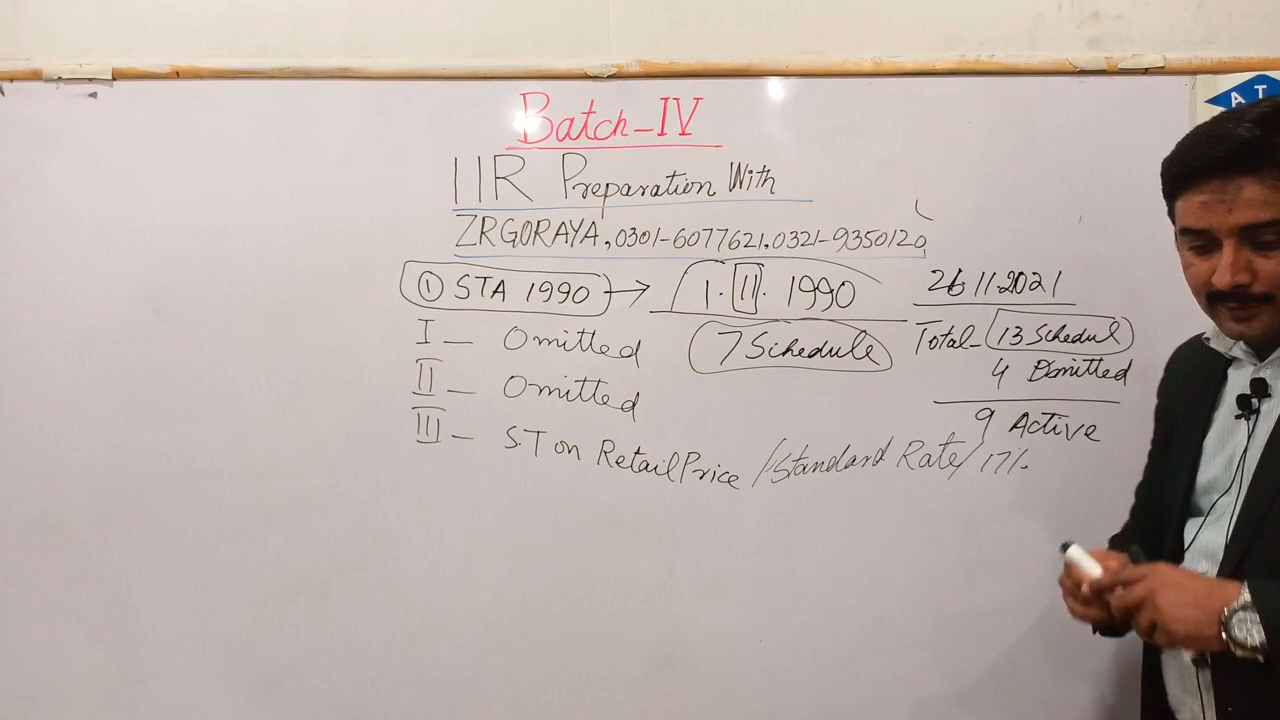 Batch-IV
IIR Preparation With
ZRGORAYA, 0301-6077621, 0321-9350120
① STA 1990 → 1. II. 1990
26 11.2021
I - Omitted
7 Schedule
Total - 13 Schedul
4 Omitted
II - Omitted
9 Active
III - S.T on Retail Price /Standard Rate/ 17%
A T